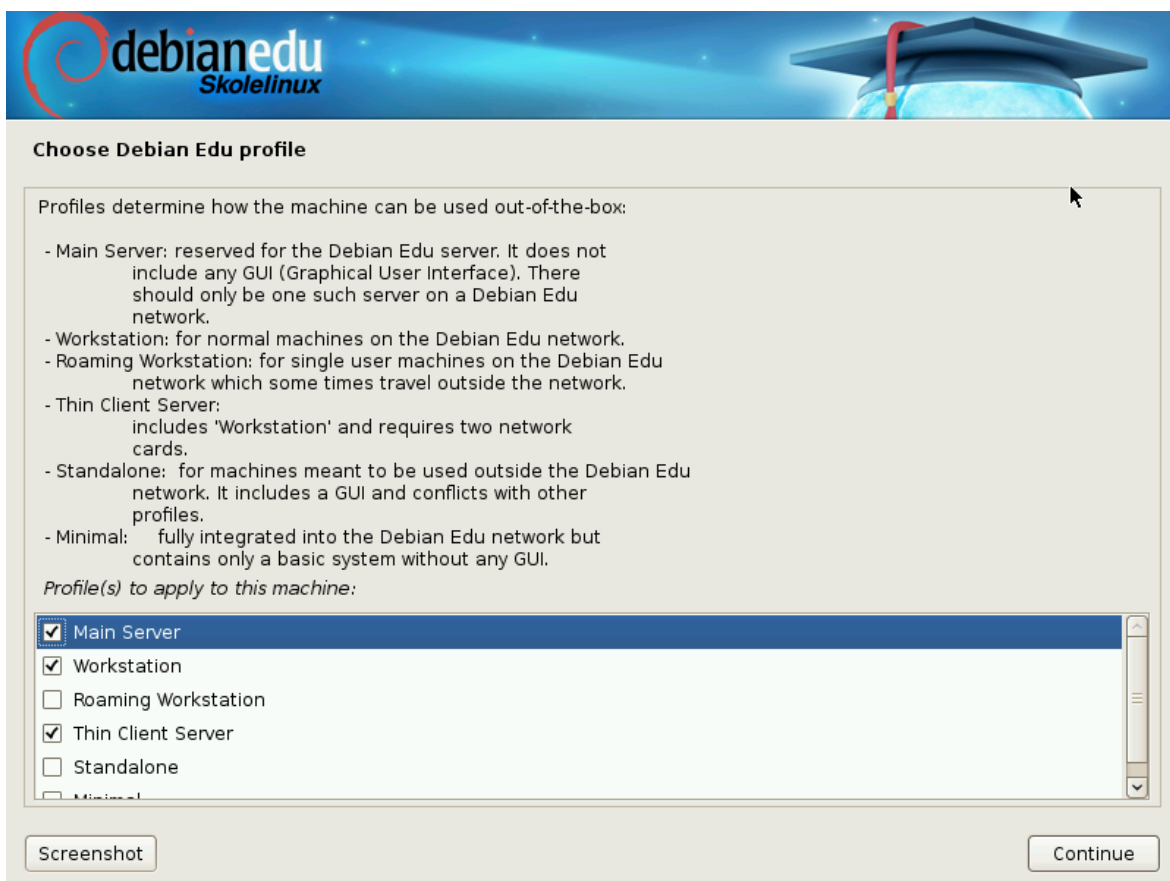 debianedu
Skolelinux
Choose Debian Edu profile
Profiles determine how the machine can be used out-of-the-box:
- Main Server: reserved for the Debian Edu server. It does not
include any GUI (Graphical User Interface). There
should only be one such server on a Debian Edu
network.
- Workstation: for normal machines on the Debian Edu network.
- Roaming Workstation: for single user machines on the Debian Edu
network which some times travel outside the network.
- Thin Client Server:
includes 'Workstation' and requires two network
cards.
- Standalone: for machines meant to be used outside the Debian Edu
network. It includes a GUI and conflicts with other
profiles.
- Minimal: fully integrated into the Debian Edu network but
contains only a basic system without any GUI.
Profile(s) to apply to this machine:
Main Server
Workstation
Roaming Workstation
Thin Client Server
Standalone
Minimal
Screenshot
Continue